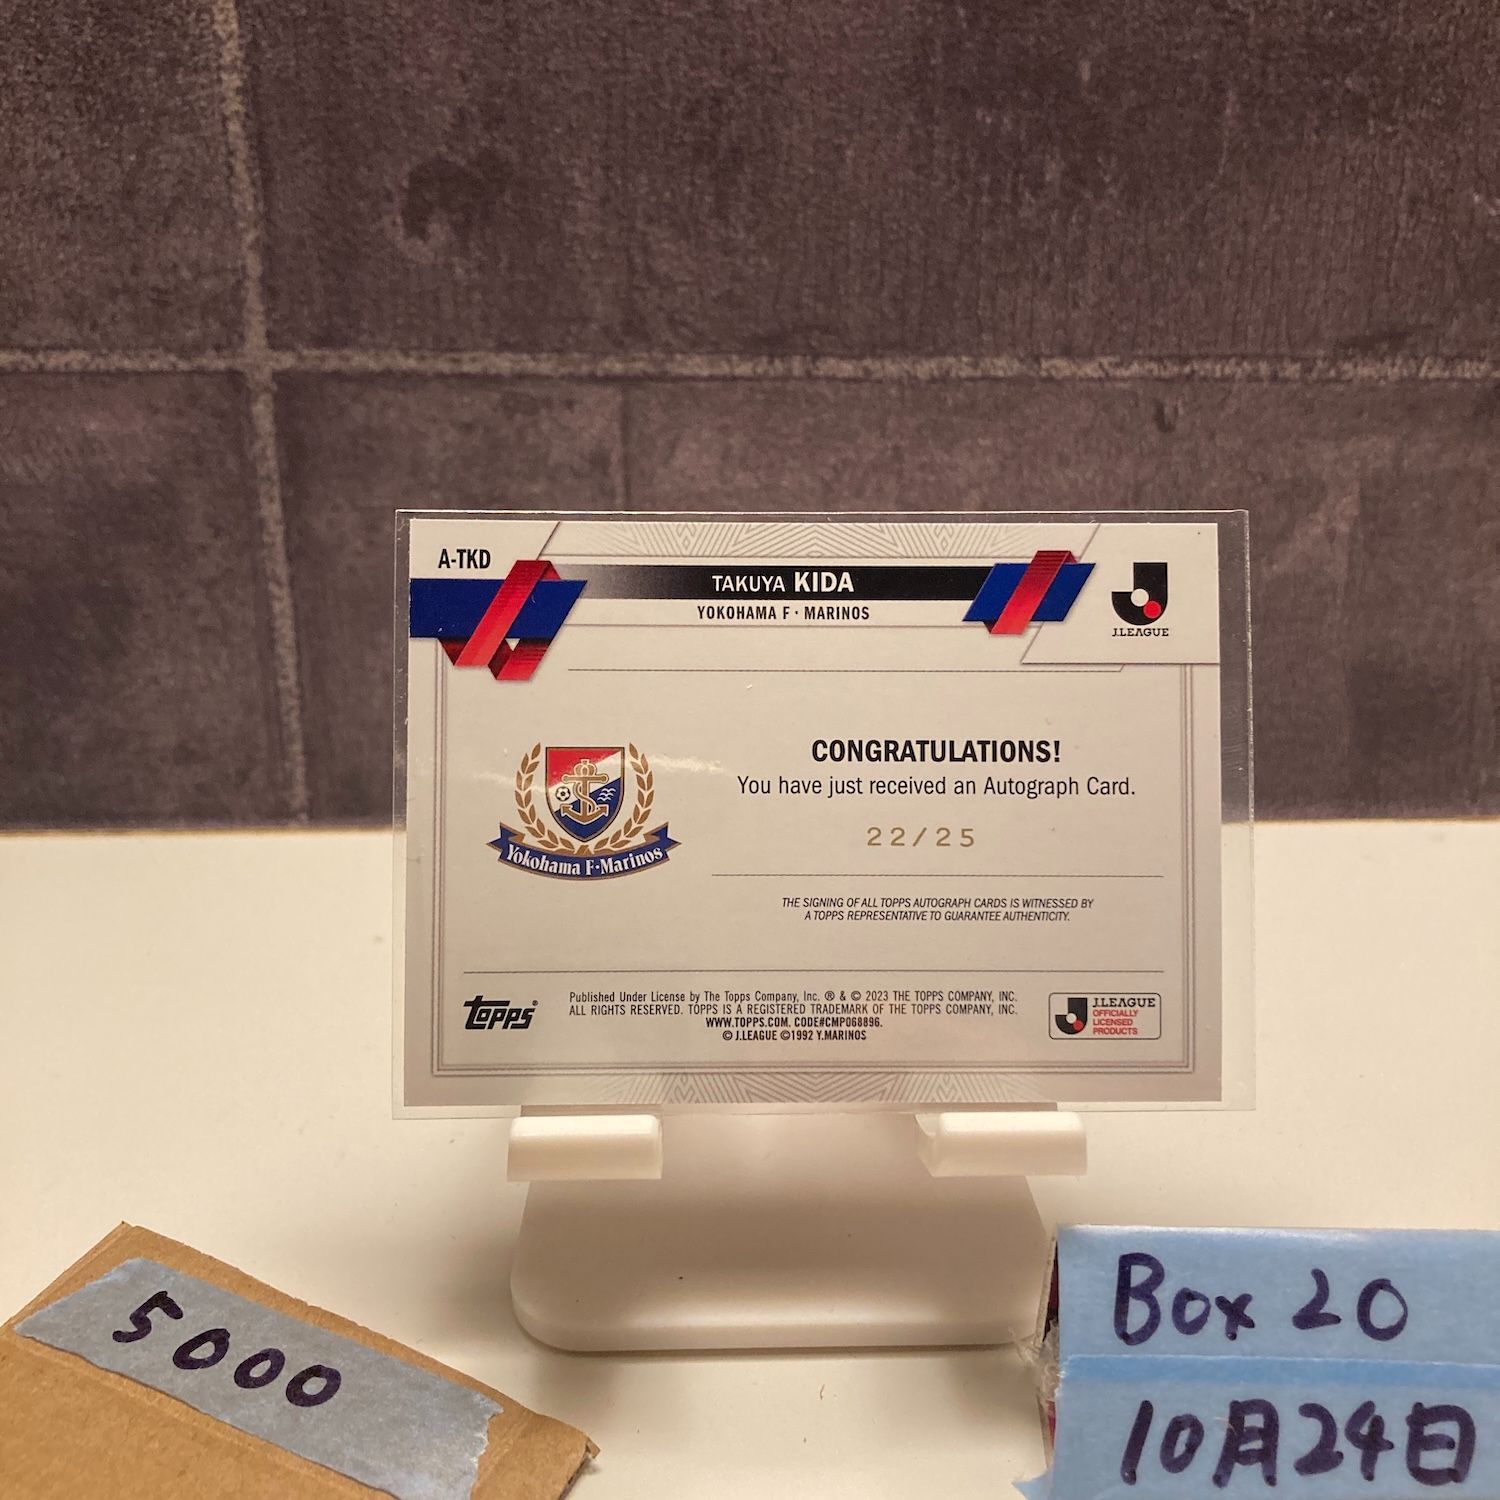 A-TKD
TAKUYA KIDA
YOKOHAMA F・MARINOS
J.LEAGUE
CONGRATULATIONS!
You have just received an Autograph Card.
22/25
Yokohama F・Marinos
THE SIGNING OF ALL TOPPS AUTOGRAPH CARDS IS WITNESSED BY
A TOPPS REPRESENTATIVE TO GUARANTEE AUTHENTICITY.
topps®
Published Under License by The Topps Company, Inc. ® & © 2023 THE TOPPS COMPANY, INC.
ALL RIGHTS RESERVED. TOPPS IS A REGISTERED TRADEMARK OF THE TOPPS COMPANY, INC.
WWW.TOPPS.COM. CODE#CMP068896.
© J.LEAGUE ©1992 Y.MARINOS
J.LEAGUE
OFFICIALLY
LICENSED
PRODUCTS
5000
Box 20
10月24日